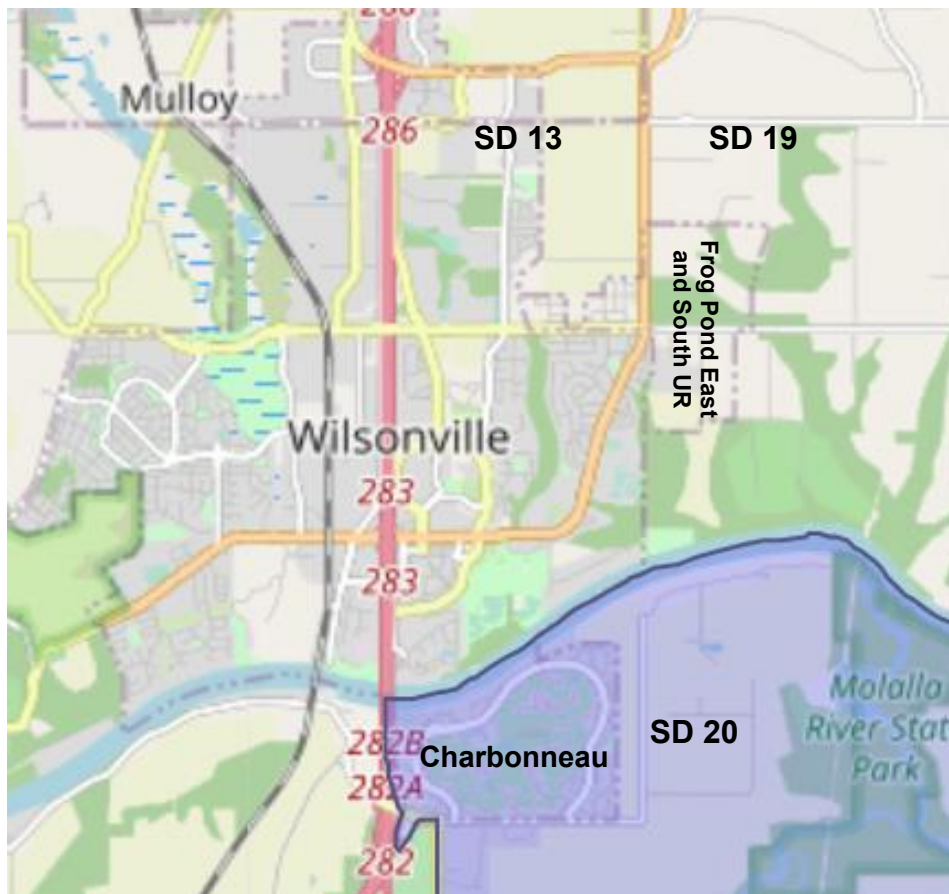 286
Mulloy
286
SD 13
SD 19
Frog Pond East
and South UR
Wilsonville
283
283
282B
Charbonneau
SD 20
282A
282
Molalla
River Stat
Park